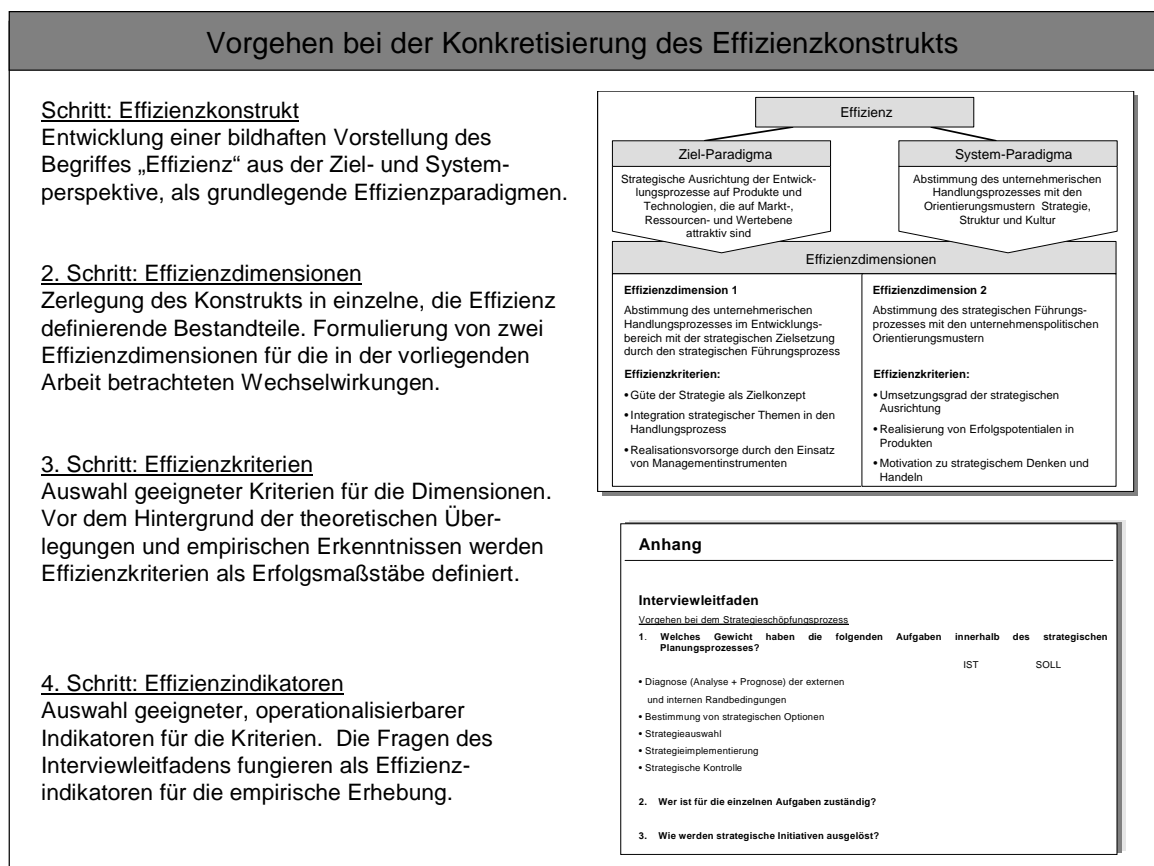 Vorgehen bei der Konkretisierung des Effizienzkonstrukts
Schritt: Effizienzkonstrukt
Entwicklung einer bildhaften Vorstellung des
Begriffes „Effizienz“ aus der Ziel- und System-
perspektive, als grundlegende Effizienzparadigmen.
2. Schritt: Effizienzdimensionen
Zerlegung des Konstrukts in einzelne, die Effizienz
definierende Bestandteile. Formulierung von zwei
Effizienzdimensionen für die in der vorliegenden
Arbeit betrachteten Wechselwirkungen.
3. Schritt: Effizienzkriterien
Auswahl geeigneter Kriterien für die Dimensionen.
Vor dem Hintergrund der theoretischen Über-
legungen und empirischen Erkenntnissen werden
Effizienzkriterien als Erfolgsmaßstäbe definiert.
4. Schritt: Effizienzindikatoren
Auswahl geeigneter, operationalisierbarer
Indikatoren für die Kriterien. Die Fragen des
Interviewleitfadens fungieren als Effizienz-
indikatoren für die empirische Erhebung.
Effizienz
Ziel-Paradigma
Strategische Ausrichtung der Entwick-
lungsprozesse auf Produkte und
Technologien, die auf Markt-,
Ressourcen- und Wertebene
attraktiv sind
System-Paradigma
Abstimmung des unternehmerischen
Handlungsprozesses mit den
Orientierungsmustern Strategie,
Struktur und Kultur
Effizienzdimensionen
Effizienzdimension 1
Abstimmung des unternehmerischen
Handlungsprozesses im Entwicklungs-
bereich mit der strategischen Zielsetzung
durch den strategischen Führungsprozess
Effizienzkriterien:
• Güte der Strategie als Zielkonzept
• Integration strategischer Themen in den
Handlungsprozess
• Realisationsvorsorge durch den Einsatz
von Managementinstrumenten
Effizienzdimension 2
Abstimmung des strategischen Führungs-
prozesses mit den unternehmenspolitischen
Orientierungsmustern
Effizienzkriterien:
• Umsetzungsgrad der strategischen
Ausrichtung
• Realisierung von Erfolgspotentialen in
Produkten
• Motivation zu strategischem Denken und
Handeln
Anhang
Interviewleitfaden
Vorgehen bei dem Strategieschöpfungsprozess
1. Welches Gewicht haben die folgenden Aufgaben innerhalb des strategischen
Planungsprozesses?
IST SOLL
• Diagnose (Analyse + Prognose) der externen
und internen Randbedingungen
• Bestimmung von strategischen Optionen
• Strategieauswahl
• Strategieimplementierung
• Strategische Kontrolle
2. Wer ist für die einzelnen Aufgaben zuständig?
3. Wie werden strategische Initiativen ausgelöst?